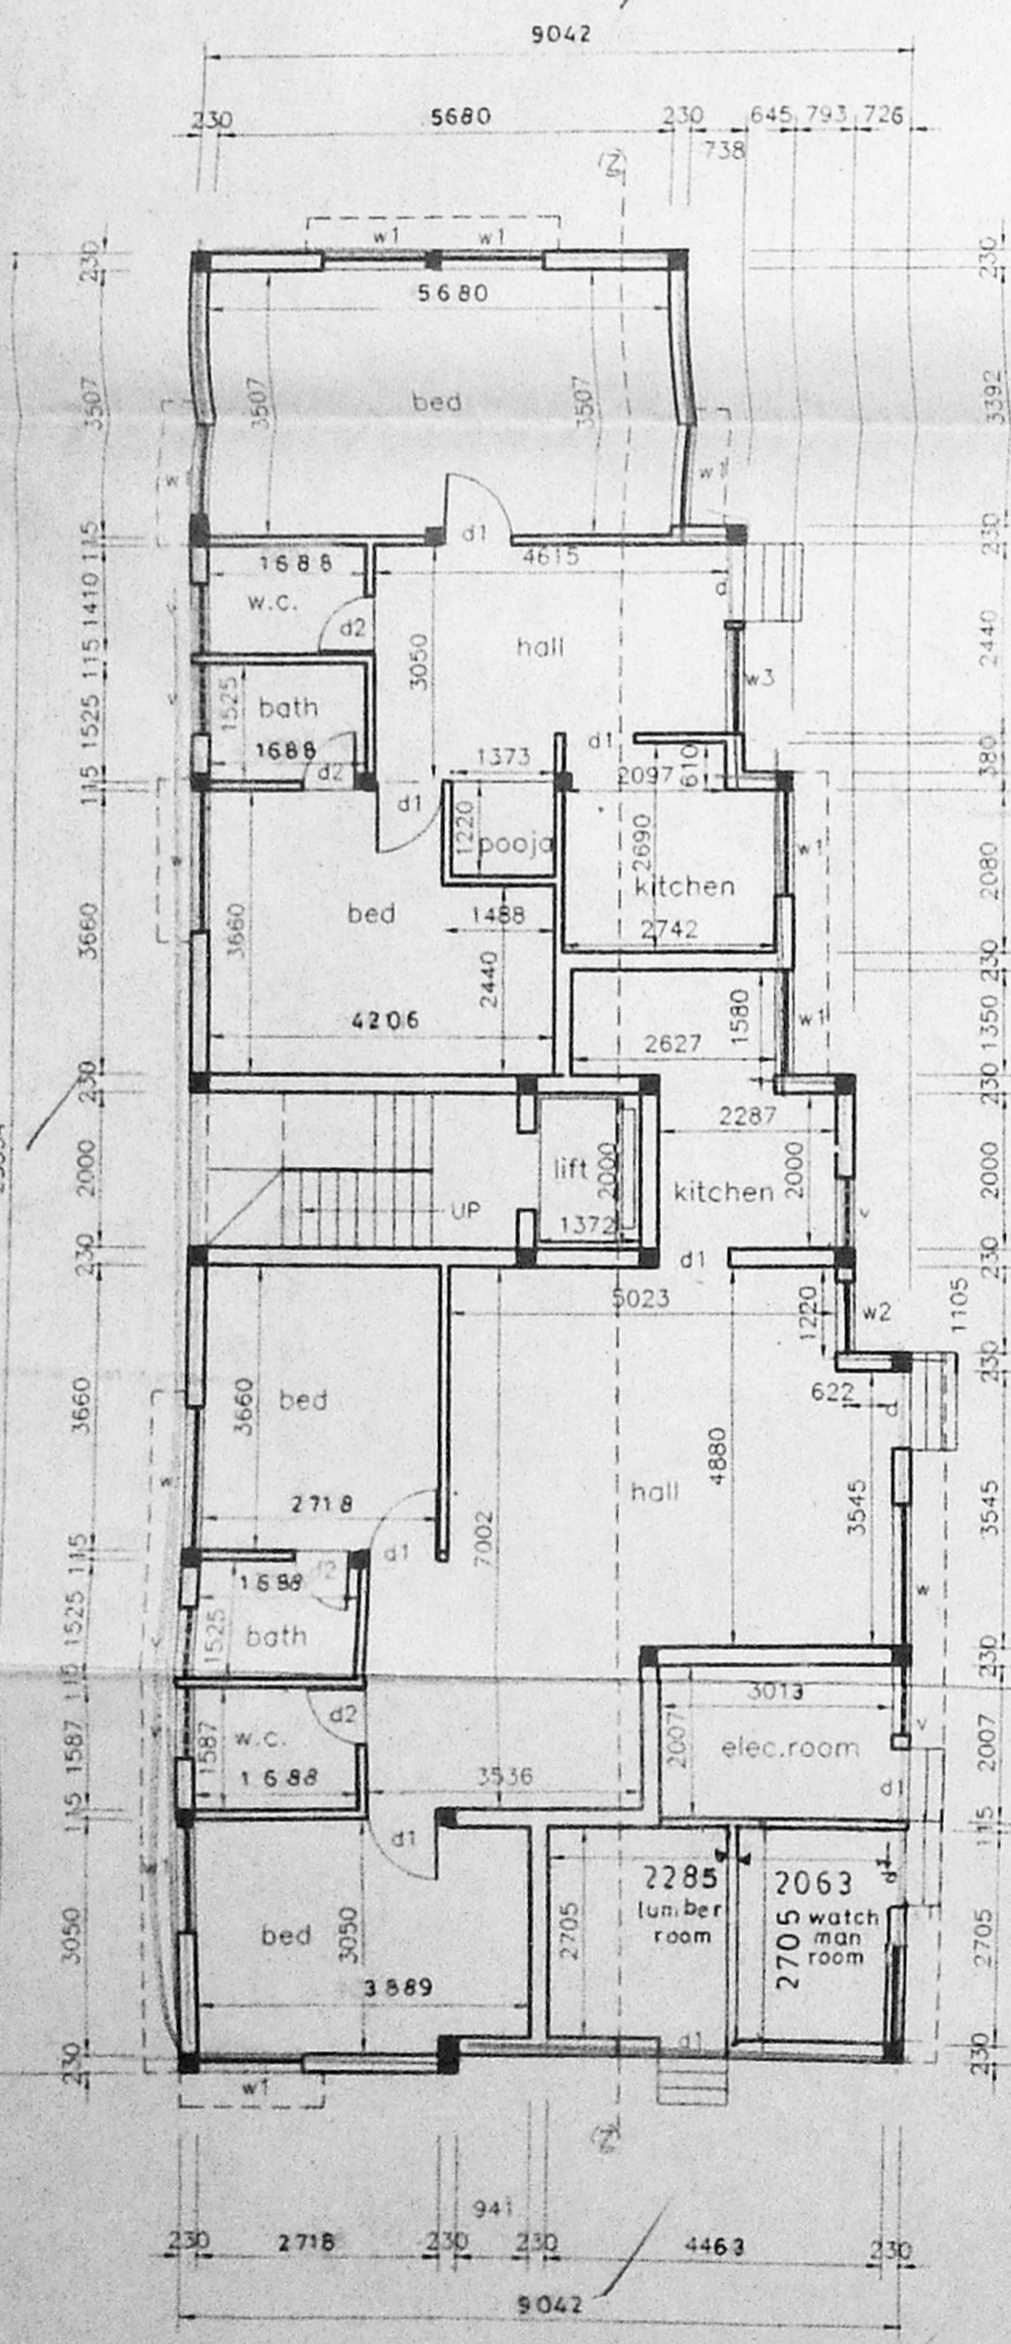 9042
230 5680 230 645 793 726
738
w1 w1
230 5680 230
3507 3507 bed 3507 3392
w w1
115 d1 230
1688 4615
1410 w.c. d
d2 hall 2440
115 3050
w3
1525 1525 bath
1688 1373 d1 610
115 d2 2097 380
d1
1220 pooja 2690 w1
kitchen 2080
bed
3660 3660 1488 2742
2440 230
4206 1580 w1 1350
2627
230 230
2287
2000 lift 2000 2000 2000
kitchen
UP 1372
230 d1 230
5023 1220 w2 1105
230
3660 3660 bed 622 d
4880
w hall 3545 3545
2718 7002
115 d1
1688 w
1525 1525 bath
230
115 3013
d2
1587 1587 w.c. 2007 elec.room 2007
1688 3536 d1
115 d1 115
2285 2063
lumber
room
2705 watch
man
room
3050 bed 3050 2705 2705
3889
230 d1 230
w1
941
230 2718 230 230 4463 230
9042